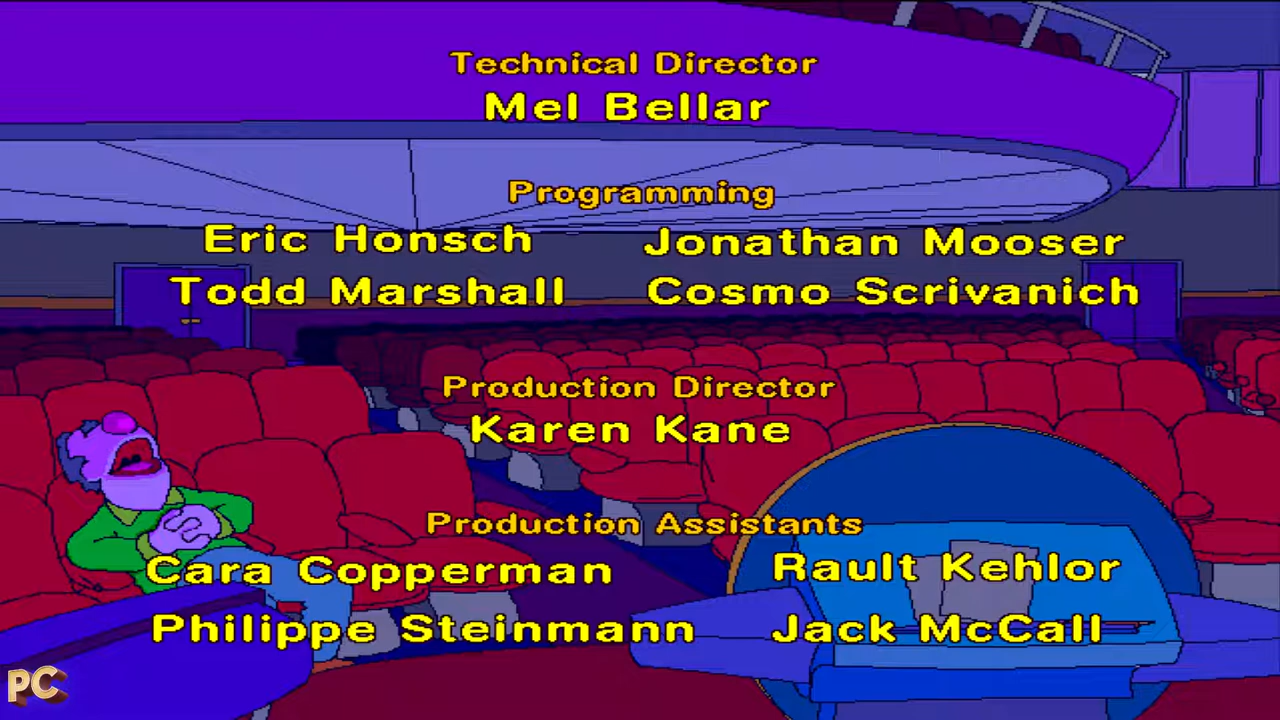 Technical Director
Mel Bellar
Programming
Eric Honsch Jonathan Mooser
Todd Marshall Cosmo Scrivanich
Production Director
Karen Kane
Production Assistants
Cara Copperman Rault Kehlor
Philippe Steinmann Jack McCall
PC